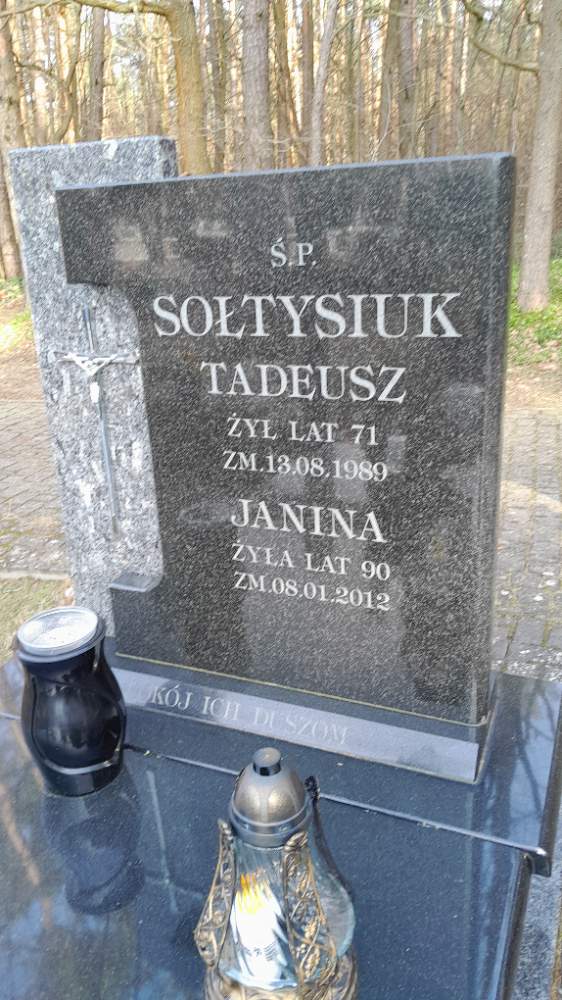 Ś.P.
SOŁTYSIUK
TADEUSZ
ŻYŁ LAT 71
ZM.13.08.1989
JANINA
ŻYŁA LAT 90
ZM.08.01.2012
ICH DUSZOM